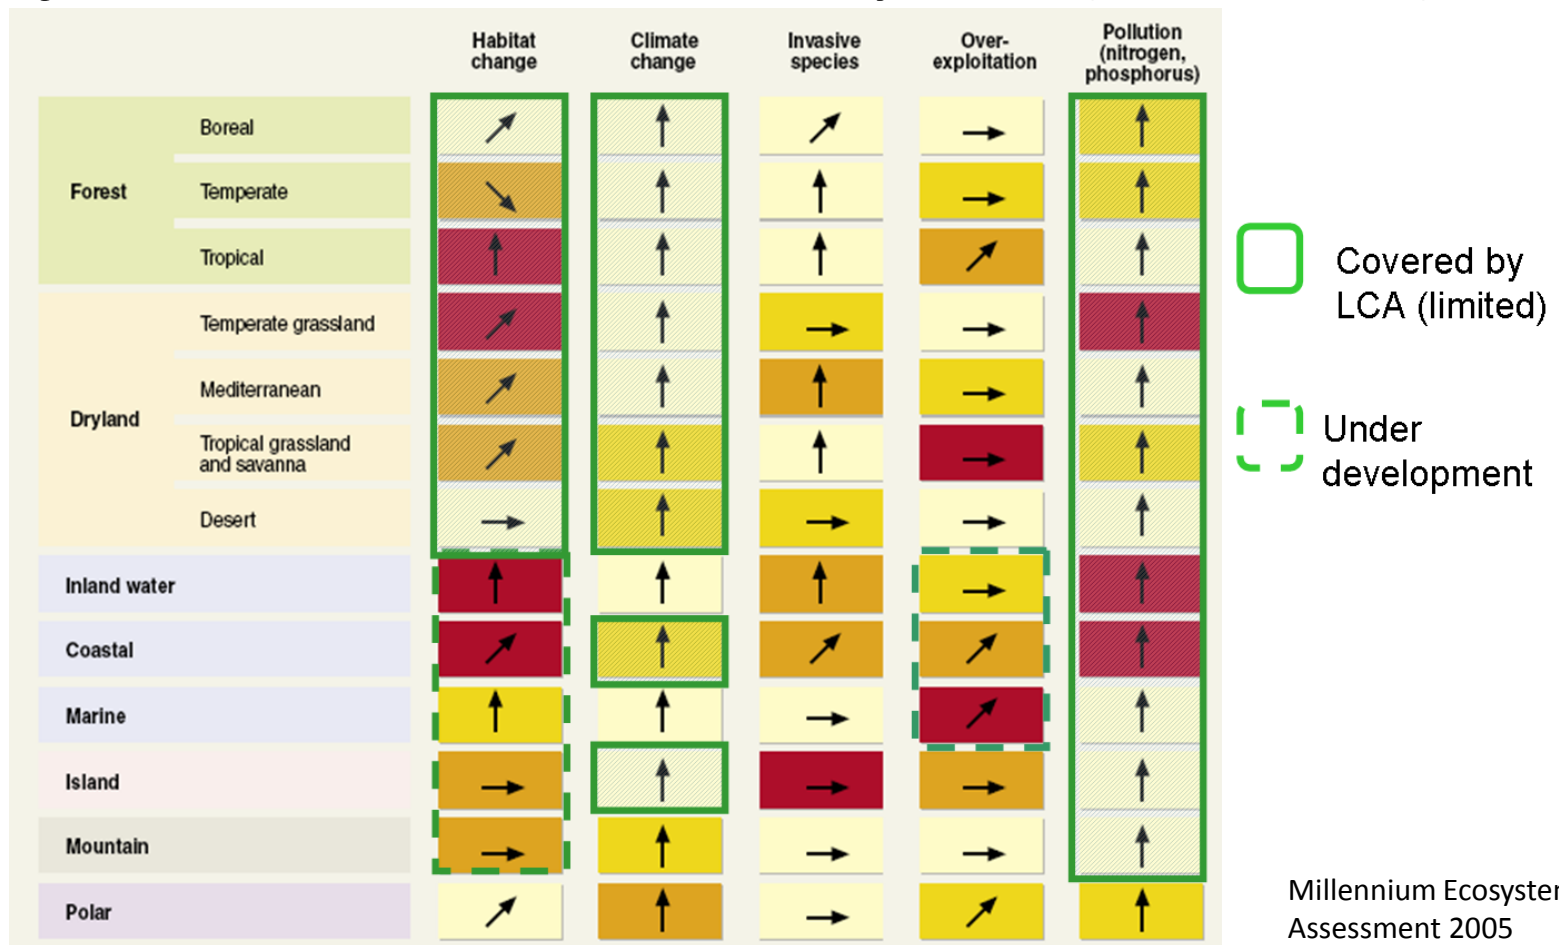 Habitat
change
Climate
change
Invasive
species
Over-
exploitation
Pollution
(nitrogen,
phosphorus)
Forest
Boreal
Temperate
Tropical
Dryland
Temperate grassland
Mediterranean
Tropical grassland
and savanna
Desert
Inland water
Coastal
Marine
Island
Mountain
Polar
Covered by
LCA (limited)
Under
development
Millennium Ecosyster
Assessment 2005